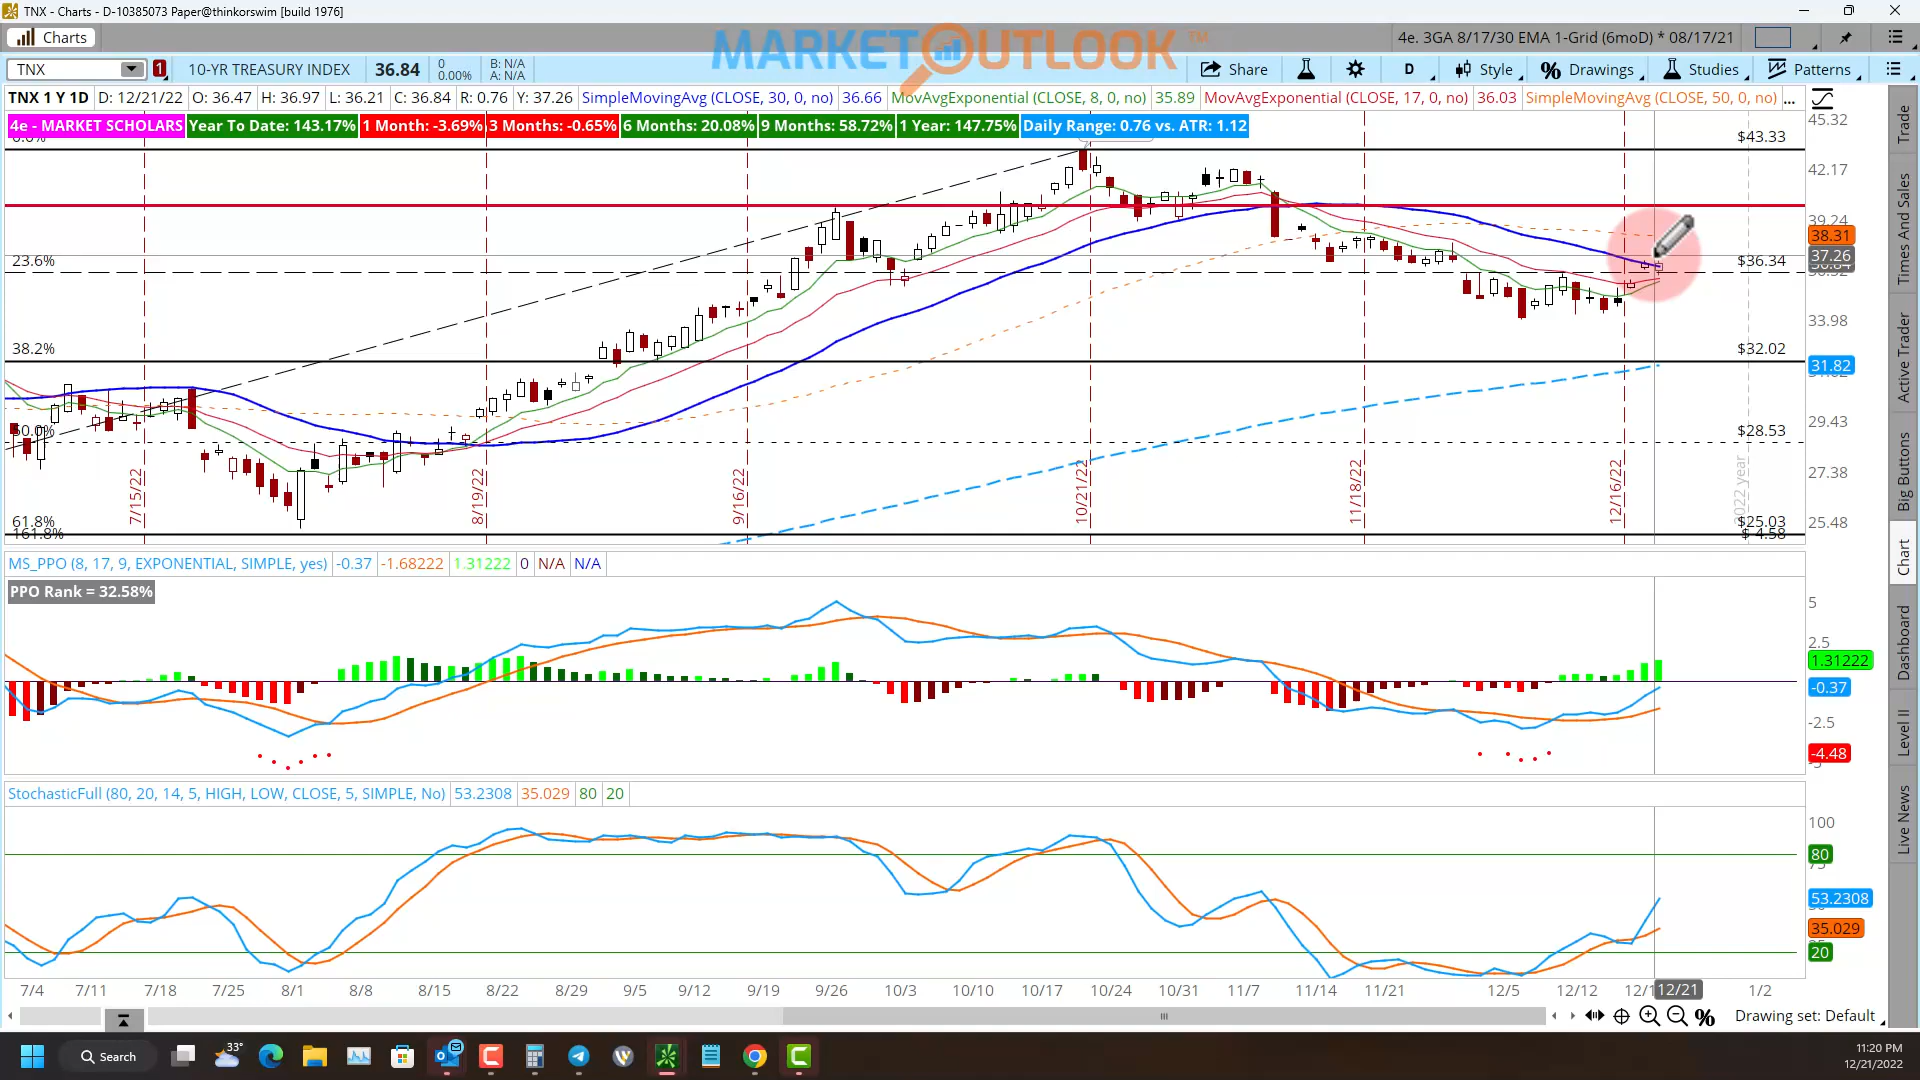 TNX - Charts - D-10385073 Paper@thinkorswim [build 1976]
Charts
MARKET OUTLOOK ™
4e. 3GA 8/17/30 EMA 1-Grid (6moD) * 08/17/21
TNX
1
10-YR TREASURY INDEX
36.84
0
0.00%
B: N/A
A: N/A
Share
D
Style
% Drawings
Studies
Patterns
TNX 1 Y 1D D: 12/21/22 O: 36.47 H: 36.97 L: 36.21 C: 36.84 R: 0.76 Y: 37.26 SimpleMovingAvg (CLOSE, 30, 0, no) 36.66 MovAvgExponential (CLOSE, 8, 0, no) 35.89 MovAvgExponential (CLOSE, 17, 0, no) 36.03 SimpleMovingAvg (CLOSE, 50, 0, no) ...
4e - MARKET SCHOLARS Year To Date: 143.17% 1 Month: -3.69% 3 Months: -0.65% 6 Months: 20.08% 9 Months: 58.72% 1 Year: 147.75% Daily Range: 0.76 vs. ATR: 1.12
45.32
$43.33
42.17
39.24
38.31
37.26
23.6%
$36.34
33.98
38.2%
$32.02
31.82
50.0%
$28.53
29.43
27.38
61.8%
161.8%
$25.03
$ 4.58
25.48
7/15/22
8/19/22
9/16/22
10/21/22
11/18/22
12/16/22
2022 year
MS_PPO (8, 17, 9, EXPONENTIAL, SIMPLE, yes) -0.37 -1.68222 1.31222 0 N/A N/A
PPO Rank = 32.58%
5
2.5
1.31222
-0.37
-2.5
-4.48
StochasticFull (80, 20, 14, 5, HIGH, LOW, CLOSE, 5, SIMPLE, No) 53.2308 35.029 80 20
100
80
53.2308
35.029
20
7/4 7/11 7/18 7/25 8/1 8/8 8/15 8/22 8/29 9/5 9/12 9/19 9/26 10/3 10/10 10/17 10/24 10/31 11/7 11/14 11/21 12/5 12/12 12/21 1/2
Drawing set: Default
Trade
Times And Sales
Active Trader
Big Buttons
Chart
Dashboard
Level II
Live News
Search
33°
11:20 PM
12/21/2022